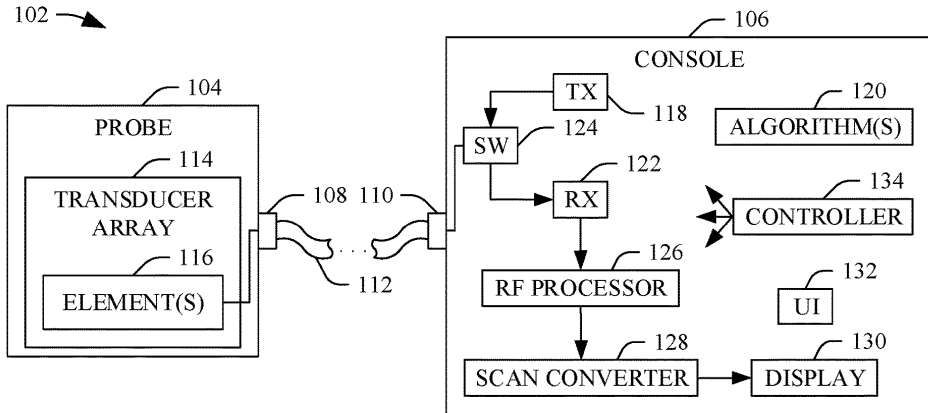 102
106
CONSOLE
104
PROBE
TX
118
120
ALGORITHM(S)
SW
124
114
TRANSDUCER
ARRAY
108
110
122
RX
134
CONTROLLER
116
ELEMENT(S)
. . .
112
126
RF PROCESSOR
132
UI
128
SCAN CONVERTER
130
DISPLAY